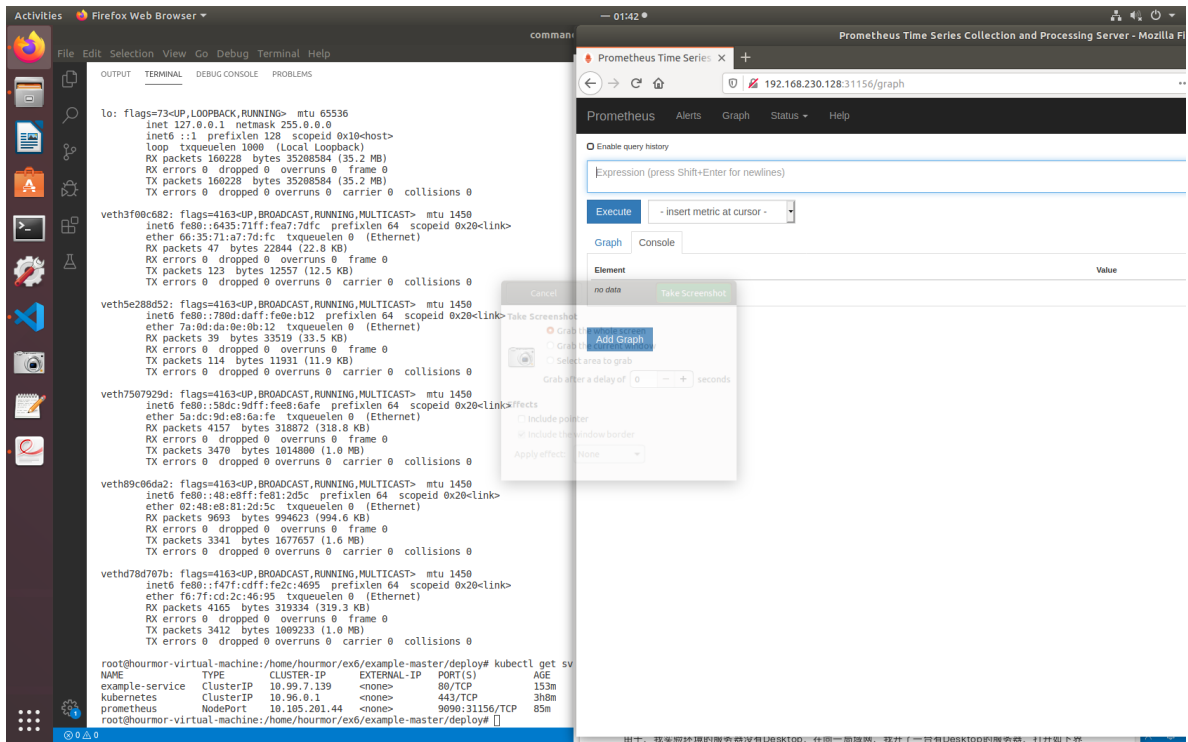 Activities Firefox Web Browser
01:42
command
Prometheus Time Series Collection and Processing Server - Mozilla Fi
File Edit Selection View Go Debug Terminal Help
OUTPUT TERMINAL DEBUG CONSOLE PROBLEMS
lo: flags=73<UP,LOOPBACK,RUNNING> mtu 65536
inet 127.0.0.1 netmask 255.0.0.0
inet6 ::1 prefixlen 128 scopeid 0x10<host>
loop txqueuelen 1000 (Local Loopback)
RX packets 160228 bytes 35208584 (35.2 MB)
RX errors 0 dropped 0 overruns 0 frame 0
TX packets 160228 bytes 35208584 (35.2 MB)
TX errors 0 dropped 0 overruns 0 carrier 0 collisions 0
veth3f00c682: flags=4163<UP,BROADCAST,RUNNING,MULTICAST> mtu 1450
inet6 fe80::6435:71ff:fea7:7dfc prefixlen 64 scopeid 0x20<link>
ether 66:35:71:a7:7d:fc txqueuelen 0 (Ethernet)
RX packets 47 bytes 22844 (22.8 KB)
RX errors 0 dropped 0 overruns 0 frame 0
TX packets 123 bytes 12557 (12.5 KB)
TX errors 0 dropped 0 overruns 0 carrier 0 collisions 0
veth5e288d52: flags=4163<UP,BROADCAST,RUNNING,MULTICAST> mtu 1450
inet6 fe80::780d:daff:fe0e:b12 prefixlen 64 scopeid 0x20<link>
ether 7a:0d:da:0e:0b:12 txqueuelen 0 (Ethernet)
RX packets 39 bytes 33519 (33.5 KB)
RX errors 0 dropped 0 overruns 0 frame 0
TX packets 114 bytes 11931 (11.9 KB)
TX errors 0 dropped 0 overruns 0 carrier 0 collisions 0
veth7507929d: flags=4163<UP,BROADCAST,RUNNING,MULTICAST> mtu 1450
inet6 fe80::58dc:9dff:fee8:6afe prefixlen 64 scopeid 0x20<link>
ether 5a:dc:9d:e8:6a:fe txqueuelen 0 (Ethernet)
RX packets 4157 bytes 318872 (318.8 KB)
RX errors 0 dropped 0 overruns 0 frame 0
TX packets 3470 bytes 1014800 (1.0 MB)
TX errors 0 dropped 0 overruns 0 carrier 0 collisions 0
veth89c06da2: flags=4163<UP,BROADCAST,RUNNING,MULTICAST> mtu 1450
inet6 fe80::48:e8ff:fe81:2d5c prefixlen 64 scopeid 0x20<link>
ether 02:48:e8:81:2d:5c txqueuelen 0 (Ethernet)
RX packets 9693 bytes 994623 (994.6 KB)
RX errors 0 dropped 0 overruns 0 frame 0
TX packets 3341 bytes 1677657 (1.6 MB)
TX errors 0 dropped 0 overruns 0 carrier 0 collisions 0
vethd78d707b: flags=4163<UP,BROADCAST,RUNNING,MULTICAST> mtu 1450
inet6 fe80::f47f:cdff:fe2c:4695 prefixlen 64 scopeid 0x20<link>
ether f6:7f:cd:2c:46:95 txqueuelen 0 (Ethernet)
RX packets 4165 bytes 319334 (319.3 KB)
RX errors 0 dropped 0 overruns 0 frame 0
TX packets 3412 bytes 1009233 (1.0 MB)
TX errors 0 dropped 0 overruns 0 carrier 0 collisions 0
root@hourmor-virtual-machine:/home/hourmor/ex6/example-master/deploy# kubectl get sv
NAME TYPE CLUSTER-IP EXTERNAL-IP PORT(S) AGE
example-service ClusterIP 10.99.7.139 <none> 80/TCP 153m
kubernetes ClusterIP 10.96.0.1 <none> 443/TCP 3h8m
prometheus NodePort 10.105.201.44 <none> 9090:31156/TCP 85m
root@hourmor-virtual-machine:/home/hourmor/ex6/example-master/deploy#
0 0
Prometheus Time Series
192.168.230.128:31156/graph
Prometheus Alerts Graph Status Help
Enable query history
Expression (press Shift+Enter for newlines)
Execute - insert metric at cursor -
Graph Console
Element Value
no data
Add Graph
Cancel Take Screenshot
Take Screenshot
Grab the whole screen
Grab the current window
Select area to grab
Grab after a delay of 0 - + seconds
Effects
Include pointer
Include the window border
Apply effect: None